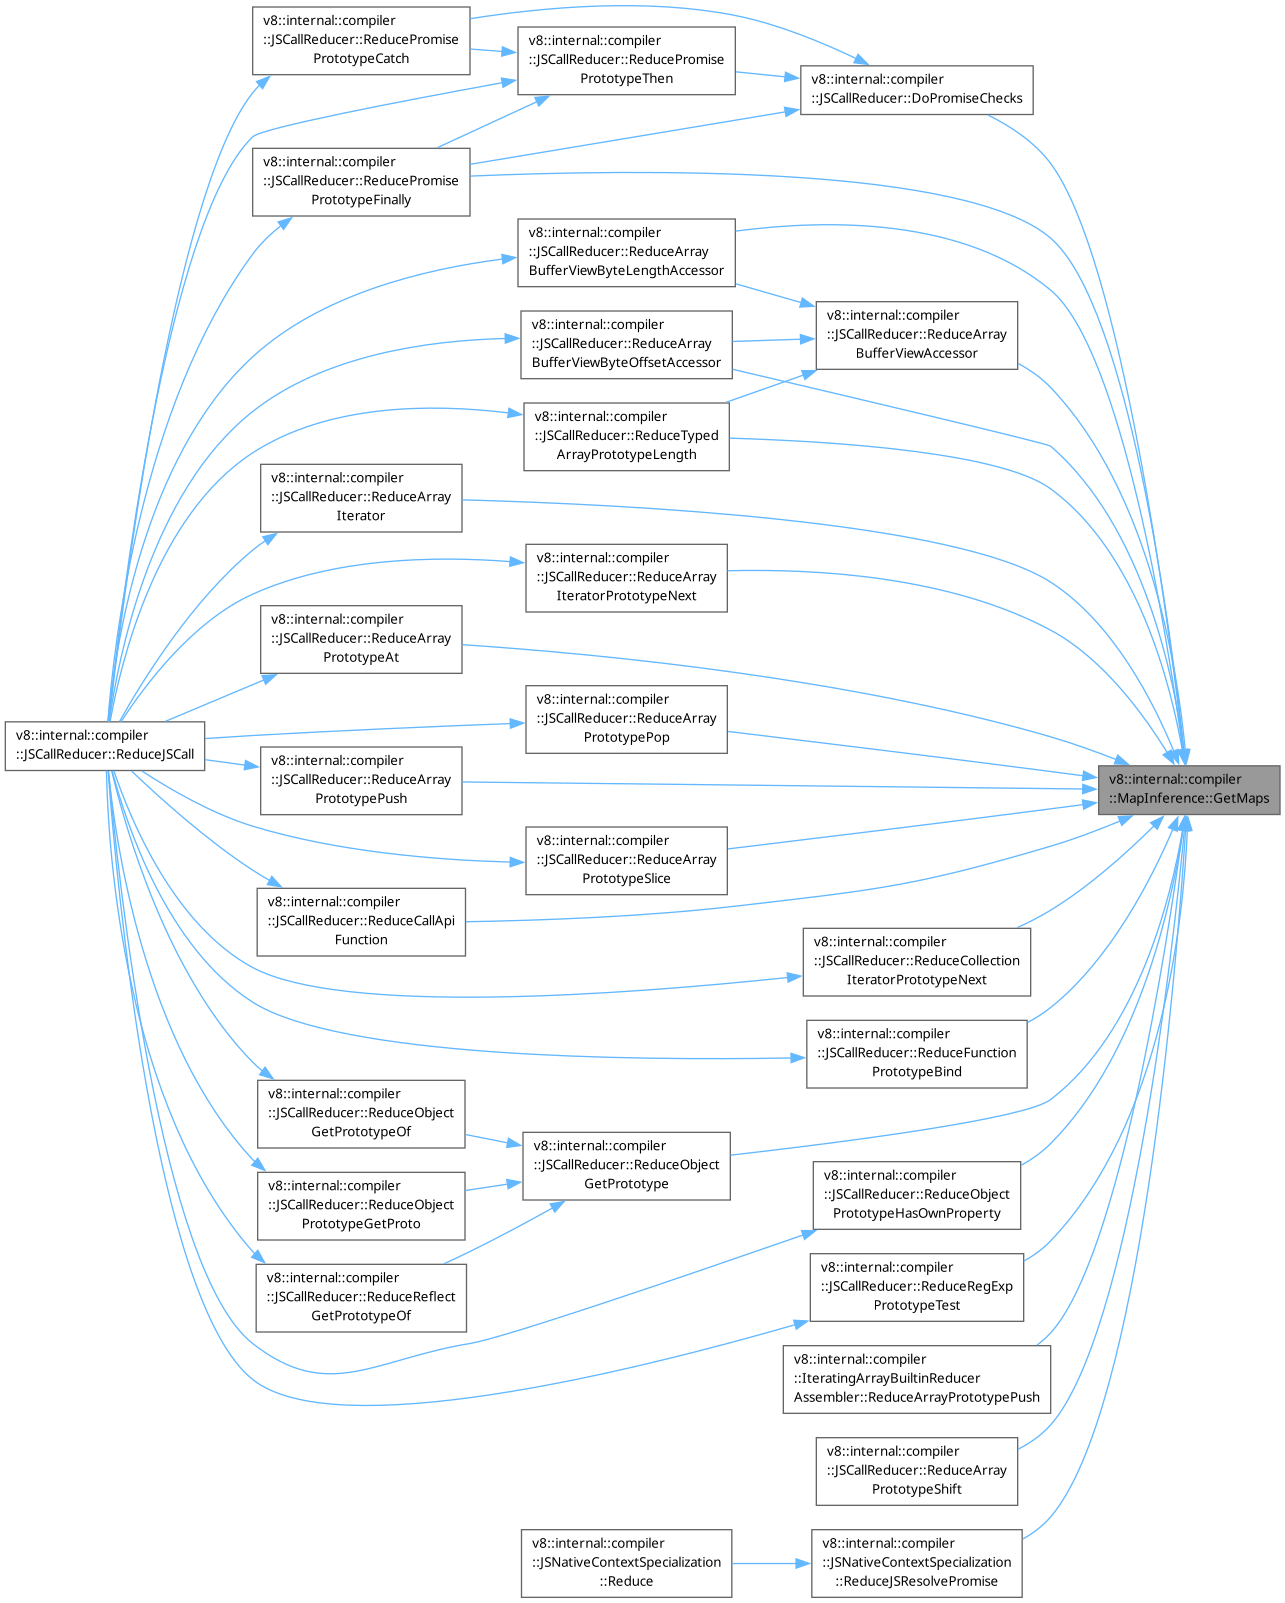 v8::internal::compiler
::JSCallReducer::ReducePromise
PrototypeCatch
v8::internal::compiler
::JSCallReducer::ReducePromise
PrototypeThen
v8::internal::compiler
::JSCallReducer::DoPromiseChecks
v8::internal::compiler
::JSCallReducer::ReducePromise
PrototypeFinally
v8::internal::compiler
::JSCallReducer::ReduceArray
BufferViewByteLengthAccessor
v8::internal::compiler
::JSCallReducer::ReduceArray
BufferViewAccessor
v8::internal::compiler
::JSCallReducer::ReduceArray
BufferViewByteOffsetAccessor
v8::internal::compiler
::JSCallReducer::ReduceTyped
ArrayPrototypeLength
v8::internal::compiler
::JSCallReducer::ReduceArray
Iterator
v8::internal::compiler
::JSCallReducer::ReduceArray
IteratorPrototypeNext
v8::internal::compiler
::JSCallReducer::ReduceArray
PrototypeAt
v8::internal::compiler
::JSCallReducer::ReduceArray
PrototypePop
v8::internal::compiler
::JSCallReducer::ReduceJSCall
v8::internal::compiler
::JSCallReducer::ReduceArray
PrototypePush
v8::internal::compiler
::MapInference::GetMaps
v8::internal::compiler
::JSCallReducer::ReduceArray
PrototypeSlice
v8::internal::compiler
::JSCallReducer::ReduceCallApi
Function
v8::internal::compiler
::JSCallReducer::ReduceCollection
IteratorPrototypeNext
v8::internal::compiler
::JSCallReducer::ReduceFunction
PrototypeBind
v8::internal::compiler
::JSCallReducer::ReduceObject
GetPrototypeOf
v8::internal::compiler
::JSCallReducer::ReduceObject
GetPrototype
v8::internal::compiler
::JSCallReducer::ReduceObject
PrototypeGetProto
v8::internal::compiler
::JSCallReducer::ReduceObject
PrototypeHasOwnProperty
v8::internal::compiler
::JSCallReducer::ReduceReflect
GetPrototypeOf
v8::internal::compiler
::JSCallReducer::ReduceRegExp
PrototypeTest
v8::internal::compiler
::IteratingArrayBuiltinReducer
Assembler::ReduceArrayPrototypePush
v8::internal::compiler
::JSCallReducer::ReduceArray
PrototypeShift
v8::internal::compiler
::JSNativeContextSpecialization
::Reduce
v8::internal::compiler
::JSNativeContextSpecialization
::ReduceJSResolvePromise